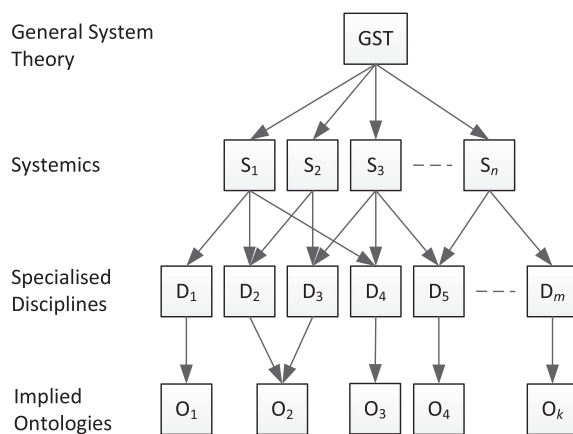 General System
Theory
GST
Systemics
S1 S2 S3 Sn
Specialised
Disciplines
D1 D2 D3 D4 D5 Dm
Implied
Ontologies
O1 O2 O3 O4 Ok